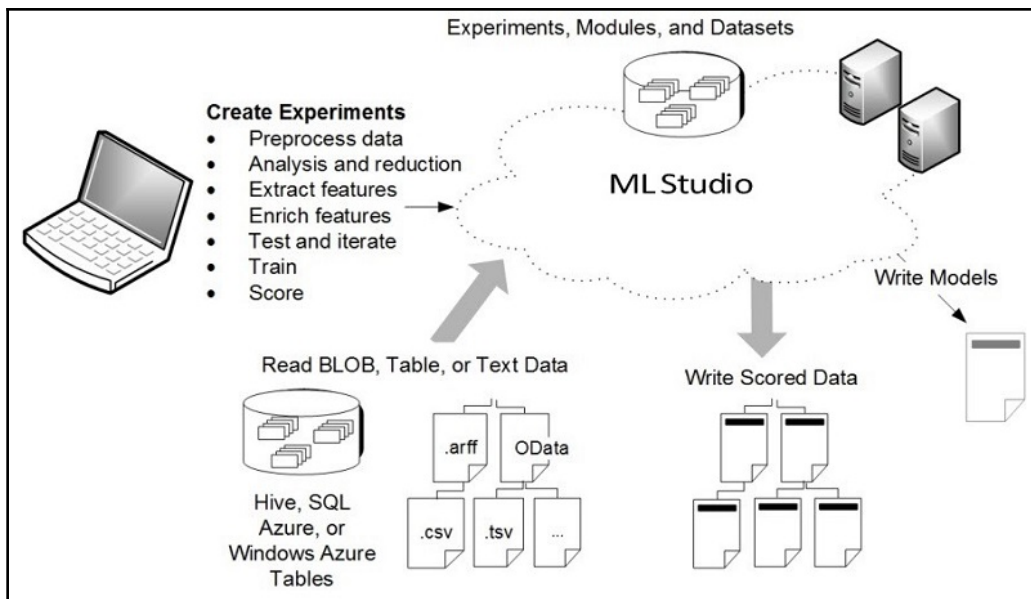 Experiments, Modules, and Datasets
Create Experiments
• Preprocess data
• Analysis and reduction
• Extract features
• Enrich features
• Test and iterate
• Train
• Score
ML Studio
Write Models
Read BLOB, Table, or Text Data
Write Scored Data
.arff
OData
.csv
.tsv
...
Hive, SQL
Azure, or
Windows Azure
Tables